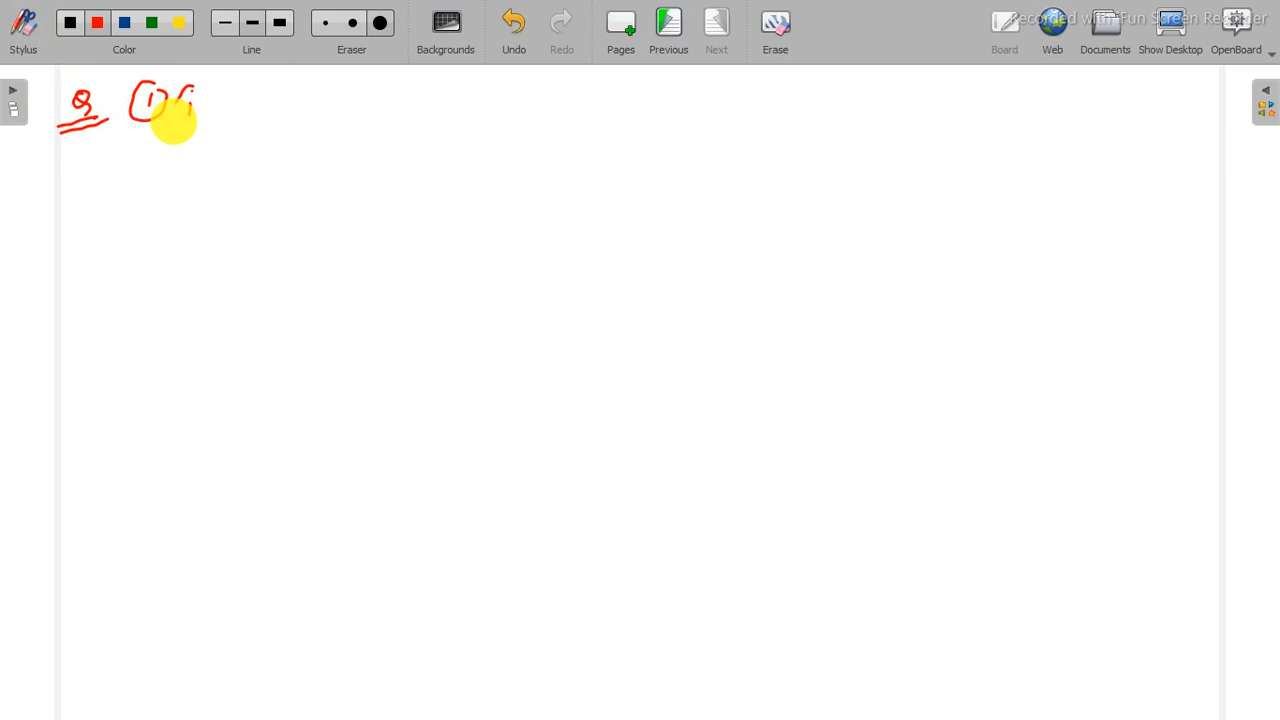 Stylus Color Line Eraser Backgrounds Undo Redo Pages Previous Next Erase Board Web Documents Show Desktop OpenBoard
Recorded with Fun Screen Recorder
Q (1) (i